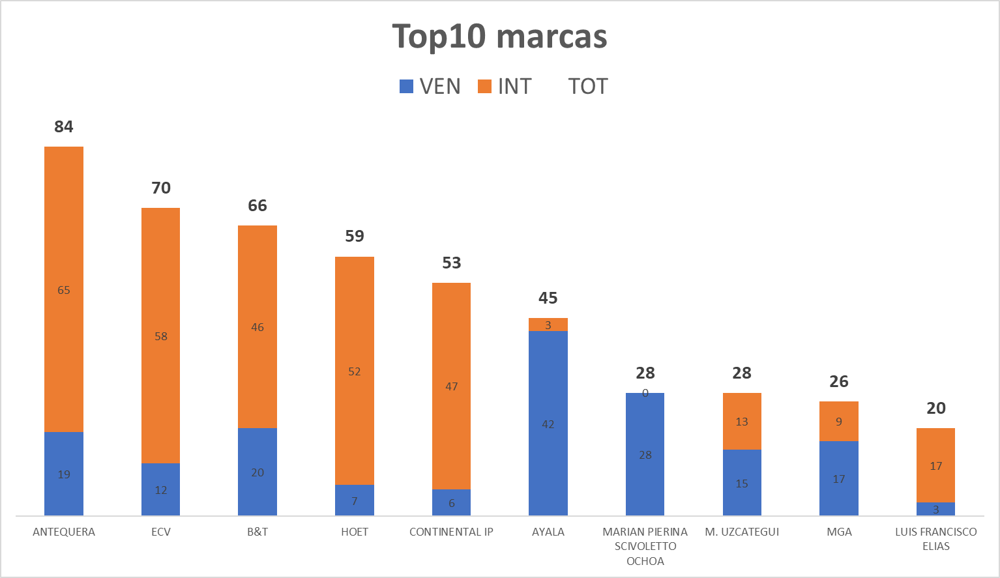 Top10 marcas
VEN INT TOT
84
70
66
59
53
45
28
28
26
20
65
58
46
52
47
3
0
13
9
17
19
12
20
7
6
42
28
15
17
3
ANTEQUERA
ECV
B&T
HOET
CONTINENTAL IP
AYALA
MARIAN PIERINA
SCIVOLETTO
OCHOA
M. UZCATEGUI
MGA
LUIS FRANCISCO
ELIAS